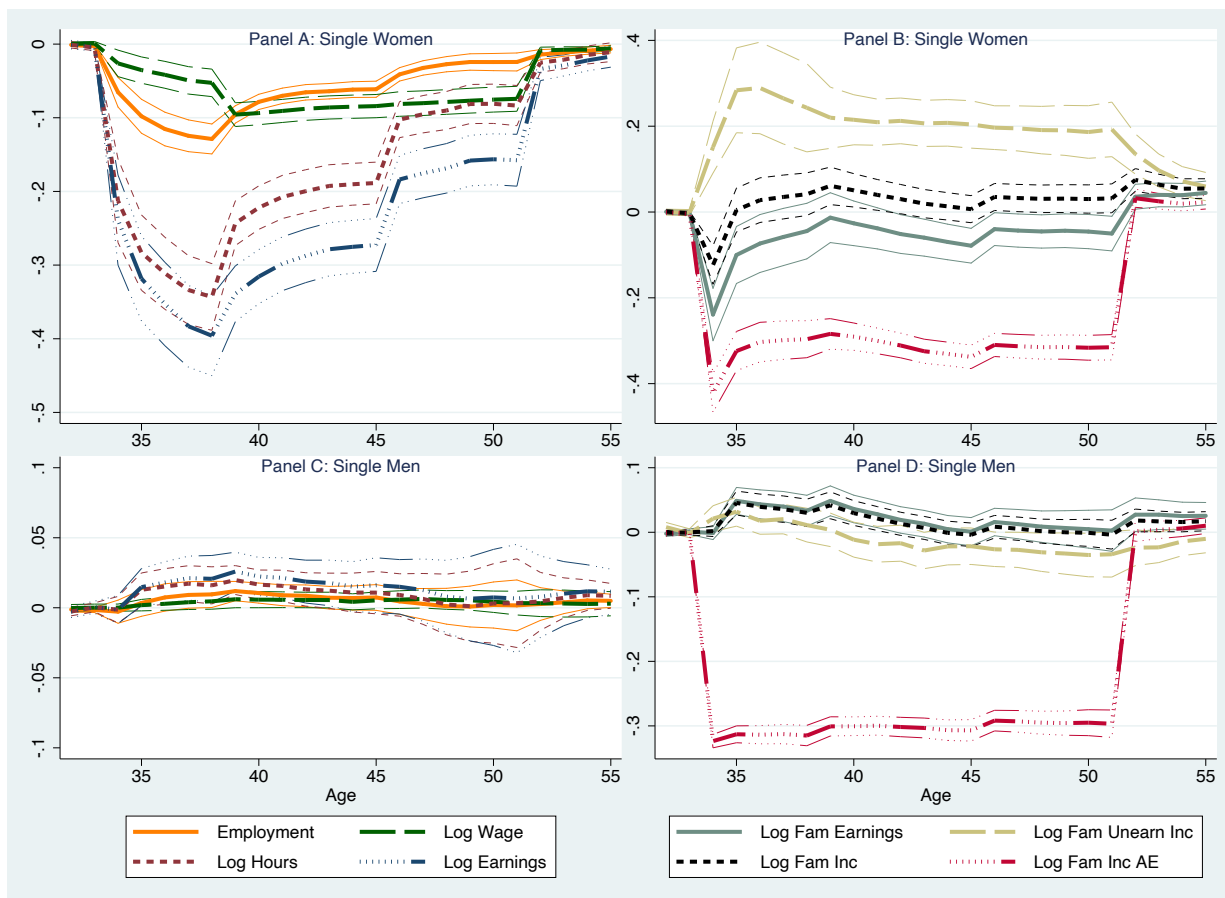 Panel A: Single Women
0
-.1
-.2
-.3
-.4
-.5
35 40 45 50 55
Panel B: Single Women
.4
.2
0
-.2
-.4
35 40 45 50 55
Panel C: Single Men
.1
.05
0
-.05
-.1
35 40 45 50 55
Age
Panel D: Single Men
.1
0
-.1
-.2
-.3
35 40 45 50 55
Age
Employment Log Wage
Log Hours Log Earnings
Log Fam Earnings Log Fam Unearn Inc
Log Fam Inc Log Fam Inc AE